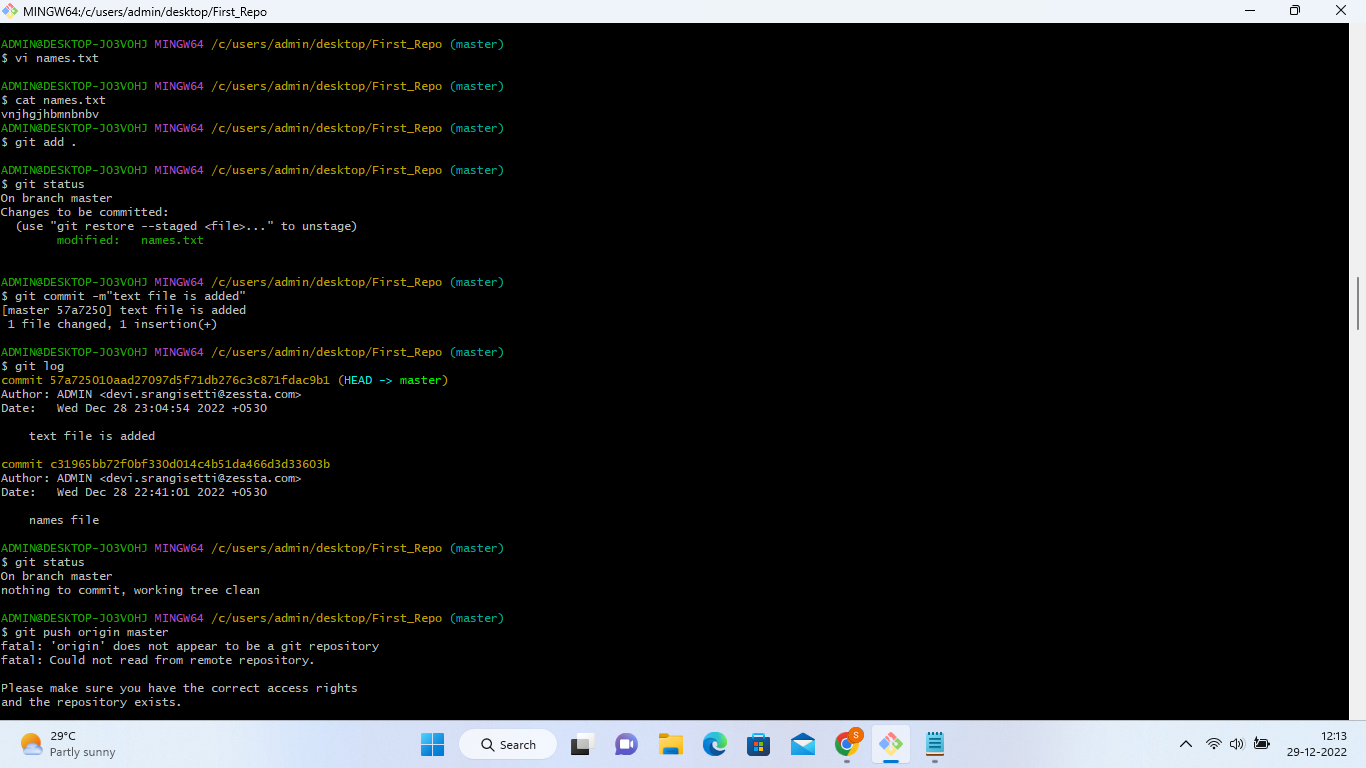 MINGW64:/c/users/admin/desktop/First_Repo
ADMIN@DESKTOP-JO3VOHJ MINGW64 /c/users/admin/desktop/First_Repo (master)
$ vi names.txt
ADMIN@DESKTOP-JO3VOHJ MINGW64 /c/users/admin/desktop/First_Repo (master)
$ cat names.txt
vnjhgjhbmnbnbv
ADMIN@DESKTOP-JO3VOHJ MINGW64 /c/users/admin/desktop/First_Repo (master)
$ git add .
ADMIN@DESKTOP-JO3VOHJ MINGW64 /c/users/admin/desktop/First_Repo (master)
$ git status
On branch master
Changes to be committed:
  (use "git restore --staged <file>..." to unstage)
        modified:   names.txt
ADMIN@DESKTOP-JO3VOHJ MINGW64 /c/users/admin/desktop/First_Repo (master)
$ git commit -m"text file is added"
[master 57a7250] text file is added
 1 file changed, 1 insertion(+)
ADMIN@DESKTOP-JO3VOHJ MINGW64 /c/users/admin/desktop/First_Repo (master)
$ git log
commit 57a725010aad27097d5f71db276c3c871fdac9b1 (HEAD -> master)
Author: ADMIN <devi.srangisetti@zessta.com>
Date:   Wed Dec 28 23:04:54 2022 +0530
    text file is added
commit c31965bb72f0bf330d014c4b51da466d3d33603b
Author: ADMIN <devi.srangisetti@zessta.com>
Date:   Wed Dec 28 22:41:01 2022 +0530
    names file
ADMIN@DESKTOP-JO3VOHJ MINGW64 /c/users/admin/desktop/First_Repo (master)
$ git status
On branch master
nothing to commit, working tree clean
ADMIN@DESKTOP-JO3VOHJ MINGW64 /c/users/admin/desktop/First_Repo (master)
$ git push origin master
fatal: 'origin' does not appear to be a git repository
fatal: Could not read from remote repository.
Please make sure you have the correct access rights
and the repository exists.
29°C
Partly sunny
Search
S
12:13
29-12-2022